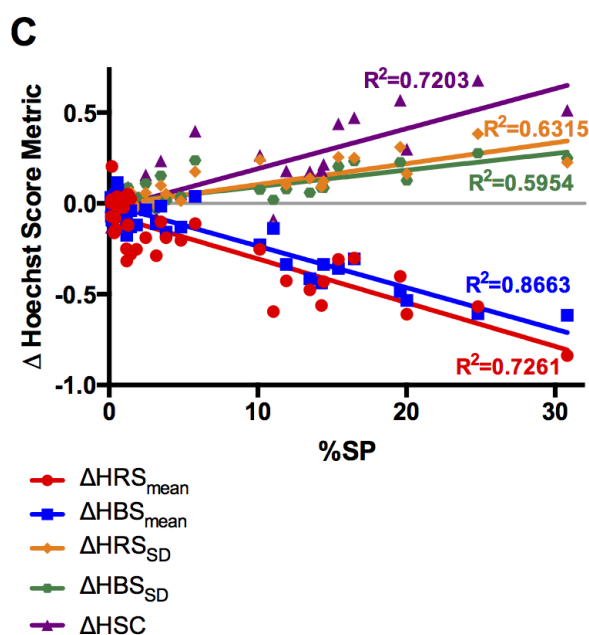 C
Δ Hoechst Score Metric
0.5
0.0
-0.5
-1.0
R²=0.7203
R²=0.6315
R²=0.5954
R²=0.8663
R²=0.7261
0 10 20 30
%SP
ΔHRSmean
ΔHBSmean
ΔHRSSD
ΔHBSSD
ΔHSC